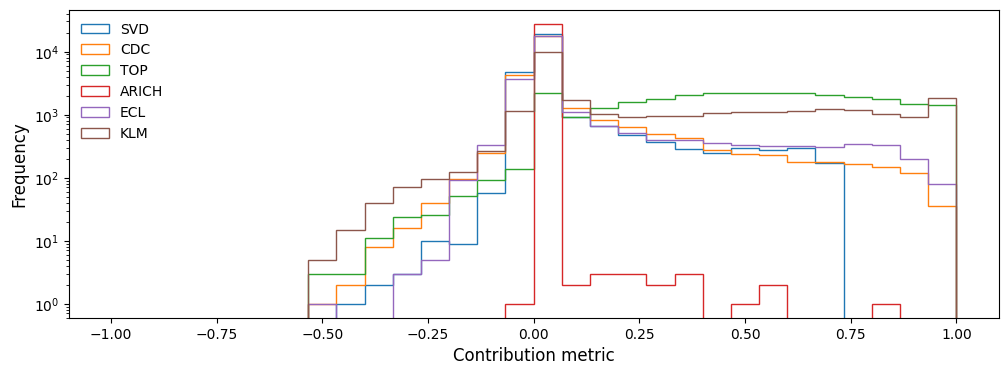 SVD
CDC
TOP
ARICH
ECL
KLM
Frequency
10⁴
10³
10²
10¹
10⁰
−1.00 −0.75 −0.50 −0.25 0.00 0.25 0.50 0.75 1.00
Contribution metric